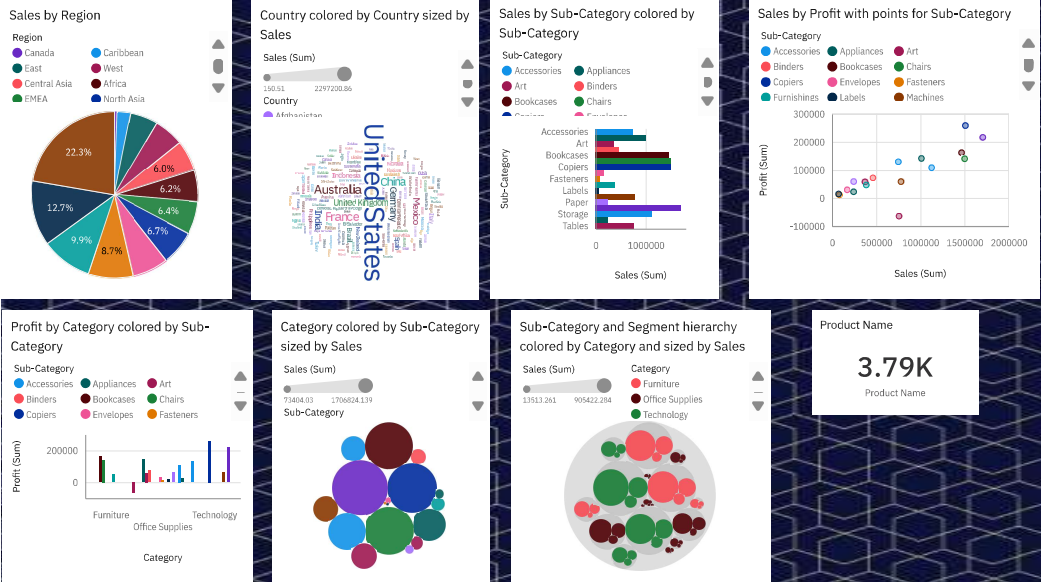 Sales by Region
Region
Canada
Caribbean
East
West
Central Asia
Africa
EMEA
North Asia
22.3%
6.0%
6.2%
6.4%
6.7%
8.7%
9.9%
12.7%
Country colored by Country sized by
Sales
Sales (Sum)
160.51
2297200.86
Country
Afghanistan
United States
Australia
China
United Kingdom
France
Germany
Mexico
India
Indonesia
Brazil
Spain
Sales by Sub-Category colored by
Sub-Category
Sub-Category
Accessories
Appliances
Art
Binders
Bookcases
Chairs
Copiers
Envelopes
Sub-Category
Accessories
Art
Bookcases
Copiers
Fasteners
Labels
Paper
Storage
Tables
0
1000000
Sales (Sum)
Sales by Profit with points for Sub-Category
Sub-Category
Accessories
Appliances
Art
Binders
Bookcases
Chairs
Copiers
Envelopes
Fasteners
Furnishings
Labels
Machines
Profit (Sum)
300000
200000
100000
0
-100000
0
500000
1000000
1500000
2000000
Sales (Sum)
Profit by Category colored by Sub-
Category
Sub-Category
Accessories
Appliances
Art
Binders
Bookcases
Chairs
Copiers
Envelopes
Fasteners
Profit (Sum)
200000
0
Furniture
Office Supplies
Technology
Category
Category colored by Sub-Category
sized by Sales
Sales (Sum)
73404.03
1706824.139
Sub-Category
Sub-Category and Segment hierarchy
colored by Category and sized by Sales
Sales (Sum)
13513.261
905422.284
Category
Furniture
Office Supplies
Technology
Product Name
3.79K
Product Name